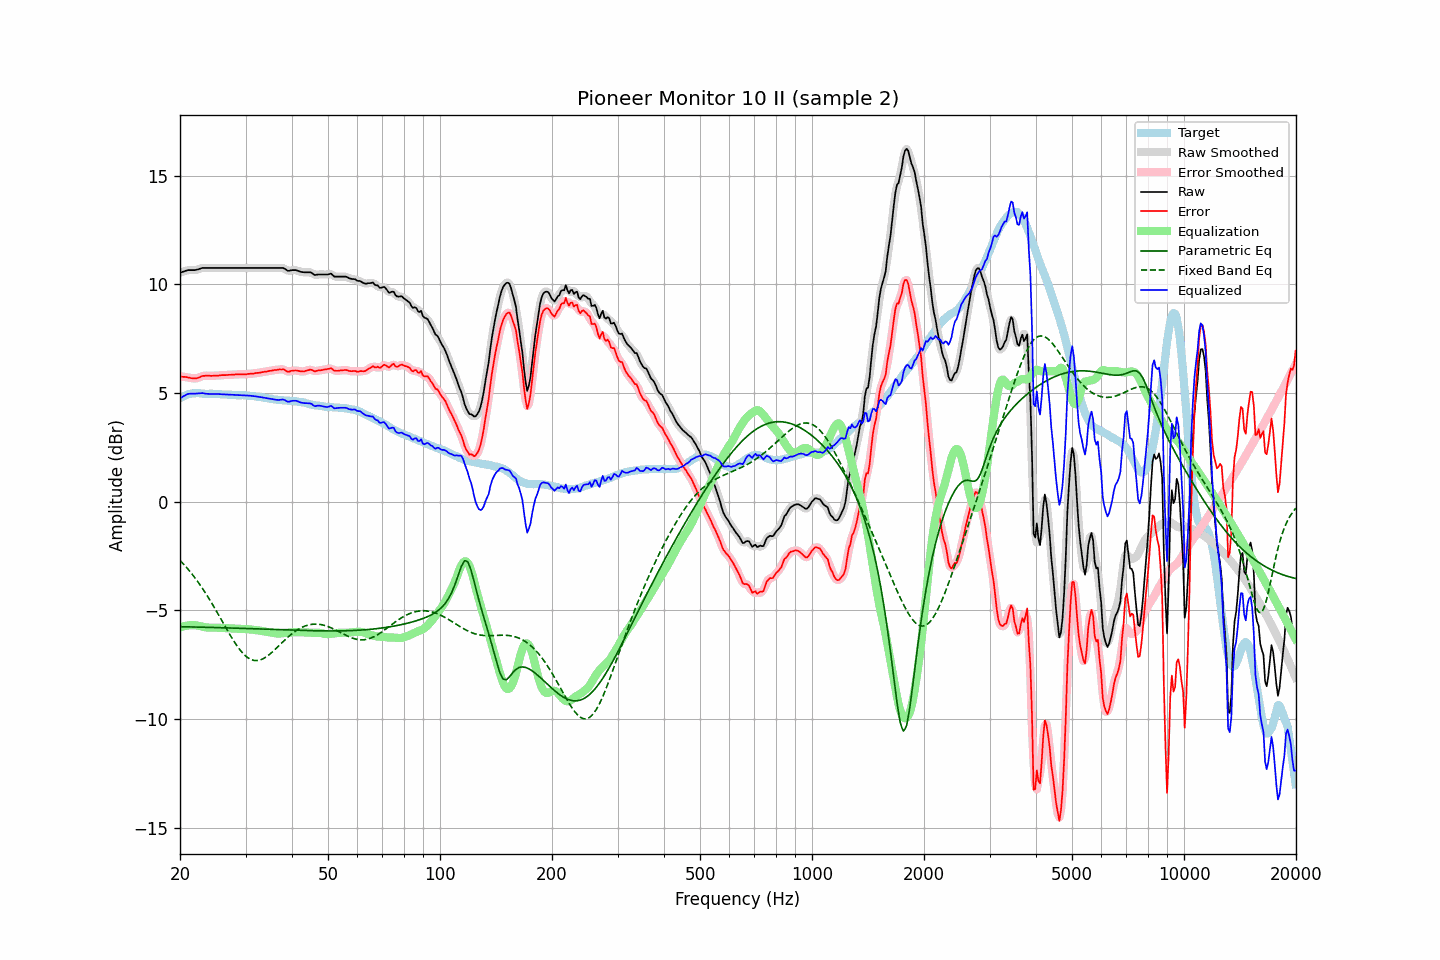 Pioneer Monitor 10 II (sample 2)
Target
Raw Smoothed
Error Smoothed
Raw
Error
Equalization
Parametric Eq
Fixed Band Eq
Equalized
Amplitude (dBr)
15
10
5
0
−5
−10
−15
20 50 100 200 500 1000 2000 5000 10000 20000
Frequency (Hz)